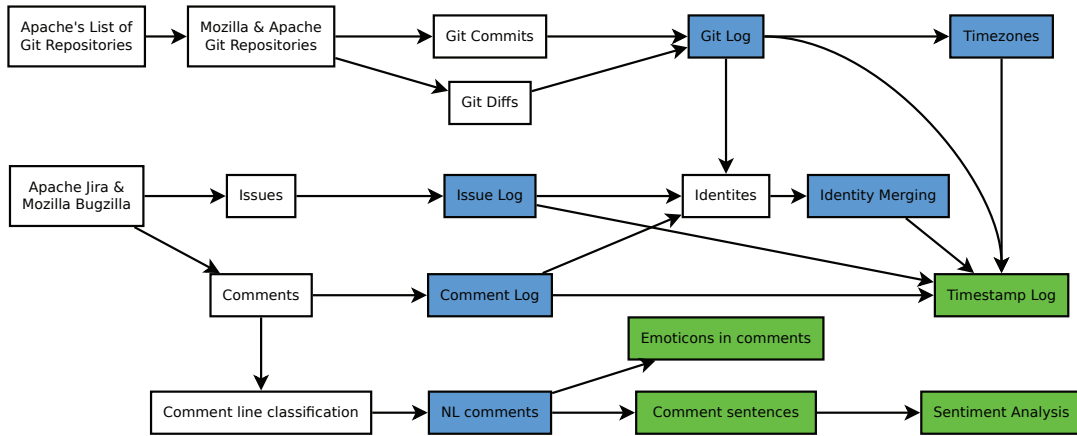 Apache's List of
Git Repositories
Mozilla & Apache
Git Repositories
Git Commits
Git Log
Timezones
Git Diffs
Apache Jira &
Mozilla Bugzilla
Issues
Issue Log
Identites
Identity Merging
Comments
Comment Log
Timestamp Log
Emoticons in comments
Comment line classification
NL comments
Comment sentences
Sentiment Analysis